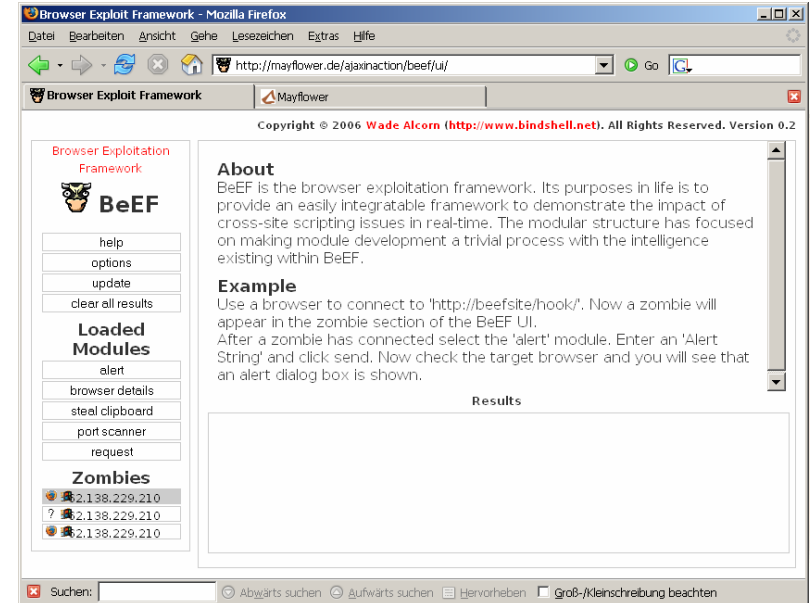 Browser Exploit Framework - Mozilla Firefox
Datei Bearbeiten Ansicht Gehe Lesezeichen Extras Hilfe
http://mayflower.de/ajaxinaction/beef/ui/ Go G
Browser Exploit Framework Mayflower
Copyright © 2006 Wade Alcorn (http://www.bindshell.net). All Rights Reserved. Version 0.2
Browser Exploitation
Framework
BeEF
help
options
update
clear all results
Loaded
Modules
alert
browser details
steal clipboard
port scanner
request
Zombies
62.138.229.210
? 62.138.229.210
62.138.229.210
About
BeEF is the browser exploitation framework. Its purposes in life is to
provide an easily integratable framework to demonstrate the impact of
cross-site scripting issues in real-time. The modular structure has focused
on making module development a trivial process with the intelligence
existing within BeEF.
Example
Use a browser to connect to 'http://beefsite/hook/'. Now a zombie will
appear in the zombie section of the BeEF UI.
After a zombie has connected select the 'alert' module. Enter an 'Alert
String' and click send. Now check the target browser and you will see that
an alert dialog box is shown.
Results
Suchen: Abwärts suchen Aufwärts suchen Hervorheben Groß-/Kleinschreibung beachten